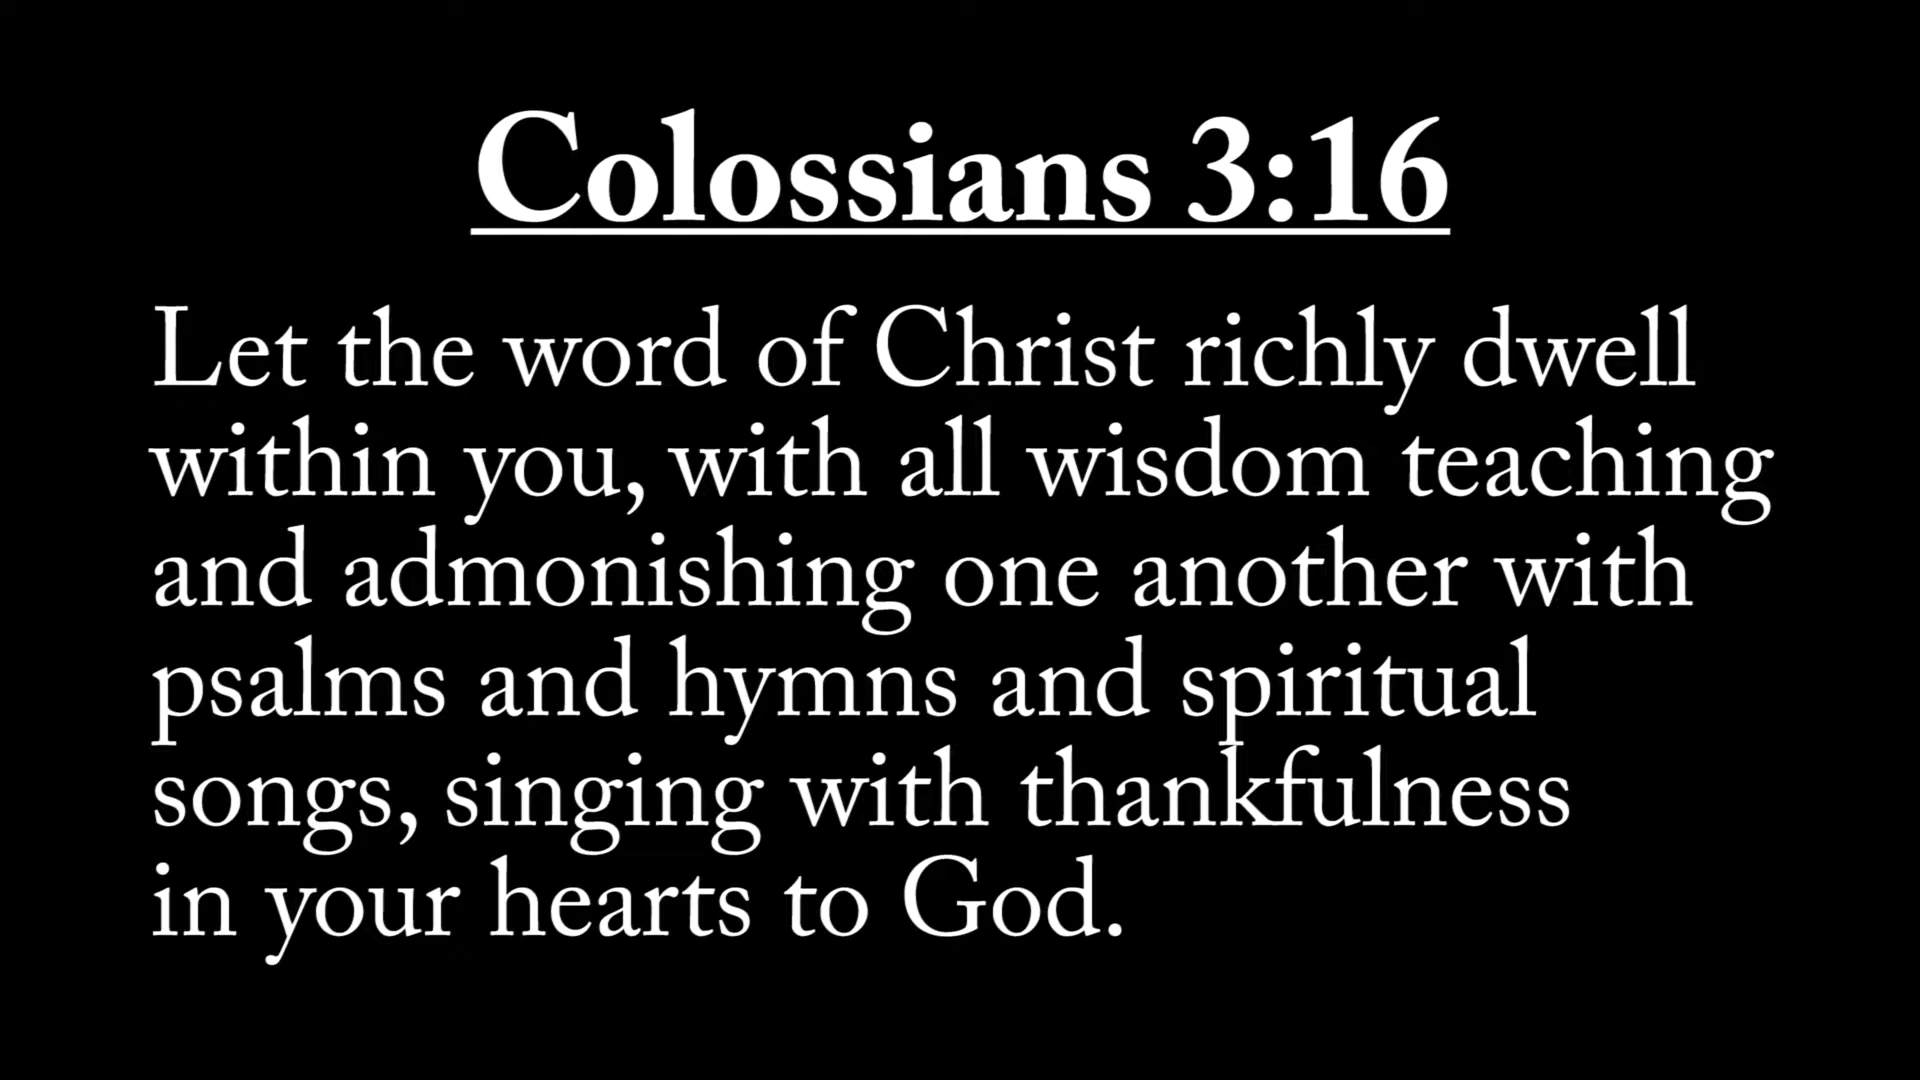 Colossians 3:16
Let the word of Christ richly dwell
within you, with all wisdom teaching
and admonishing one another with
psalms and hymns and spiritual
songs, singing with thankfulness
in your hearts to God.